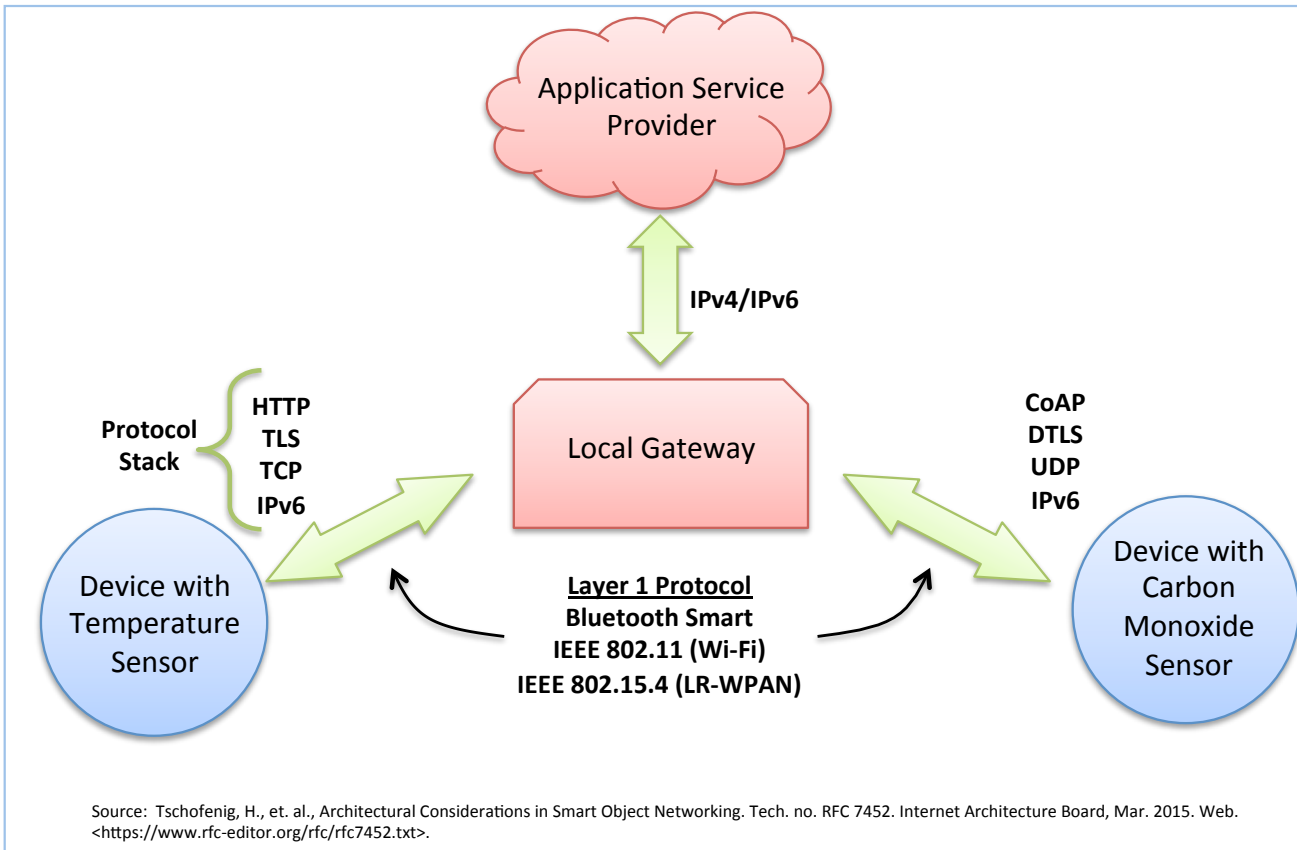 Application Service
Provider
IPv4/IPv6
Protocol
Stack
HTTP
TLS
TCP
IPv6
Local Gateway
CoAP
DTLS
UDP
IPv6
Device with
Temperature
Sensor
Layer 1 Protocol
Bluetooth Smart
IEEE 802.11 (Wi-Fi)
IEEE 802.15.4 (LR-WPAN)
Device with
Carbon
Monoxide
Sensor
Source: Tschofenig, H., et. al., Architectural Considerations in Smart Object Networking. Tech. no. RFC 7452. Internet Architecture Board, Mar. 2015. Web.
<https://www.rfc-editor.org/rfc/rfc7452.txt>.